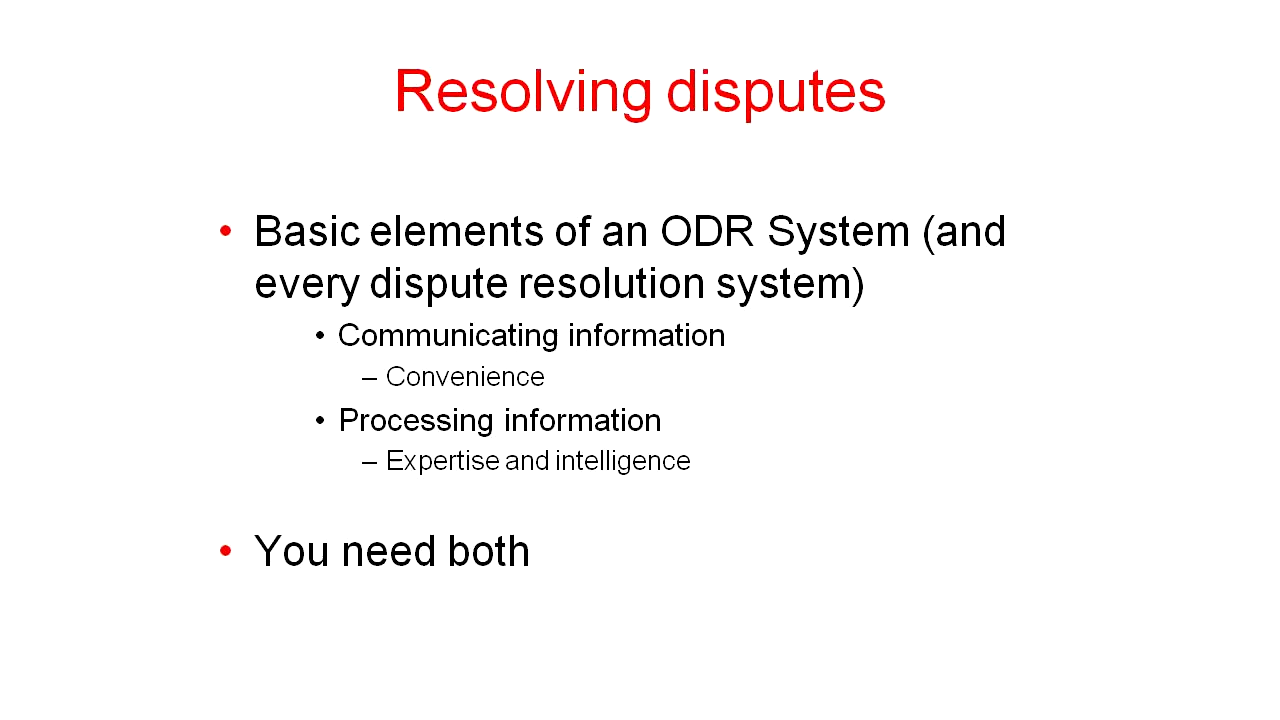 Resolving disputes
• Basic elements of an ODR System (and
every dispute resolution system)
• Communicating information
– Convenience
• Processing information
– Expertise and intelligence
• You need both